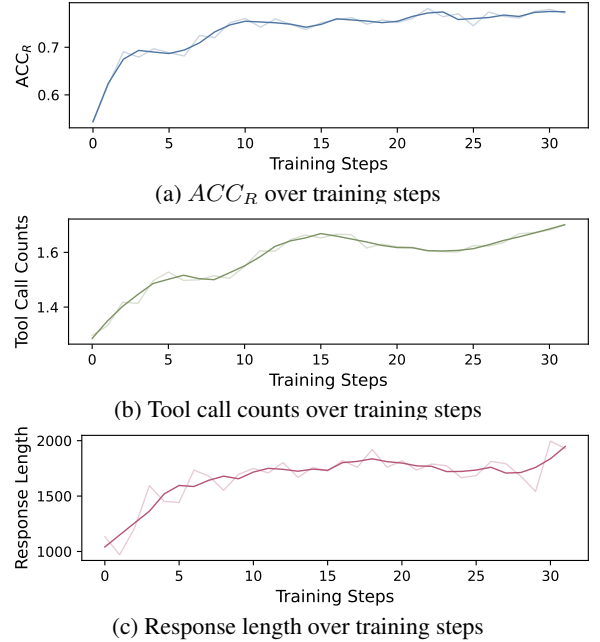 0.7
0.6
ACC_R
0 5 10 15 20 25 30
Training Steps
(a) ACC_R over training steps
1.6
1.4
Tool Call Counts
0 5 10 15 20 25 30
Training Steps
(b) Tool call counts over training steps
2000
1500
1000
Response Length
0 5 10 15 20 25 30
Training Steps
(c) Response length over training steps